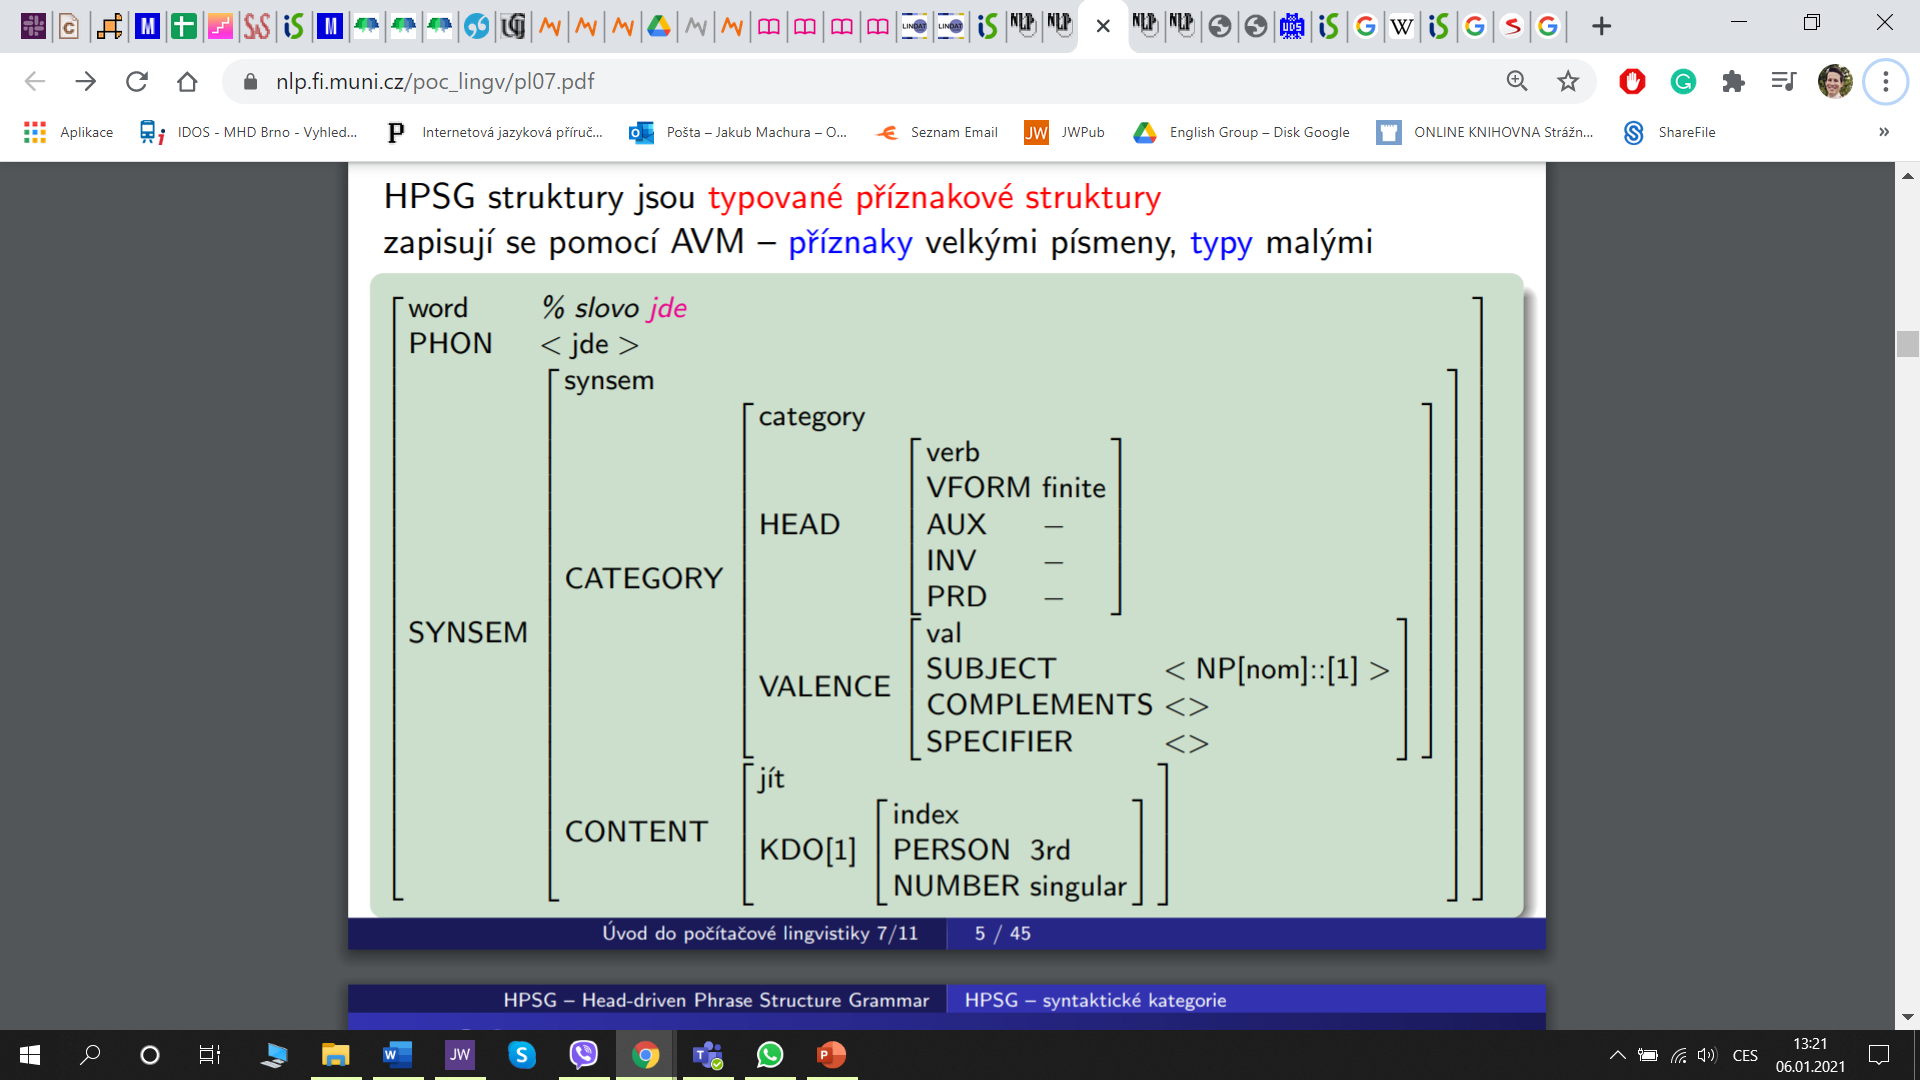 nlp.fi.muni.cz/poc_lingv/pl07.pdf
Aplikace IDOS - MHD Brno - Vyhled... Internetová jazyková příruč... Pošta – Jakub Machura – O... Seznam Email JWPub English Group – Disk Google ONLINE KNIHOVNA Strážn... ShareFile »
HPSG struktury jsou typované příznakové struktury
zapisují se pomocí AVM – příznaky velkými písmeny, typy malými
word % slovo jde
PHON < jde >
synsem
category
verb
VFORM finite
HEAD AUX –
INV –
CATEGORY
PRD –
SYNSEM
val
SUBJECT < NP[nom]::[1] >
VALENCE
COMPLEMENTS <>
SPECIFIER <>
jít
index
CONTENT
KDO[1] PERSON 3rd
NUMBER singular
Úvod do počítačové lingvistiky 7/11 5 / 45
HPSG – Head-driven Phrase Structure Grammar HPSG – syntaktické kategorie
CES
13:21
06.01.2021